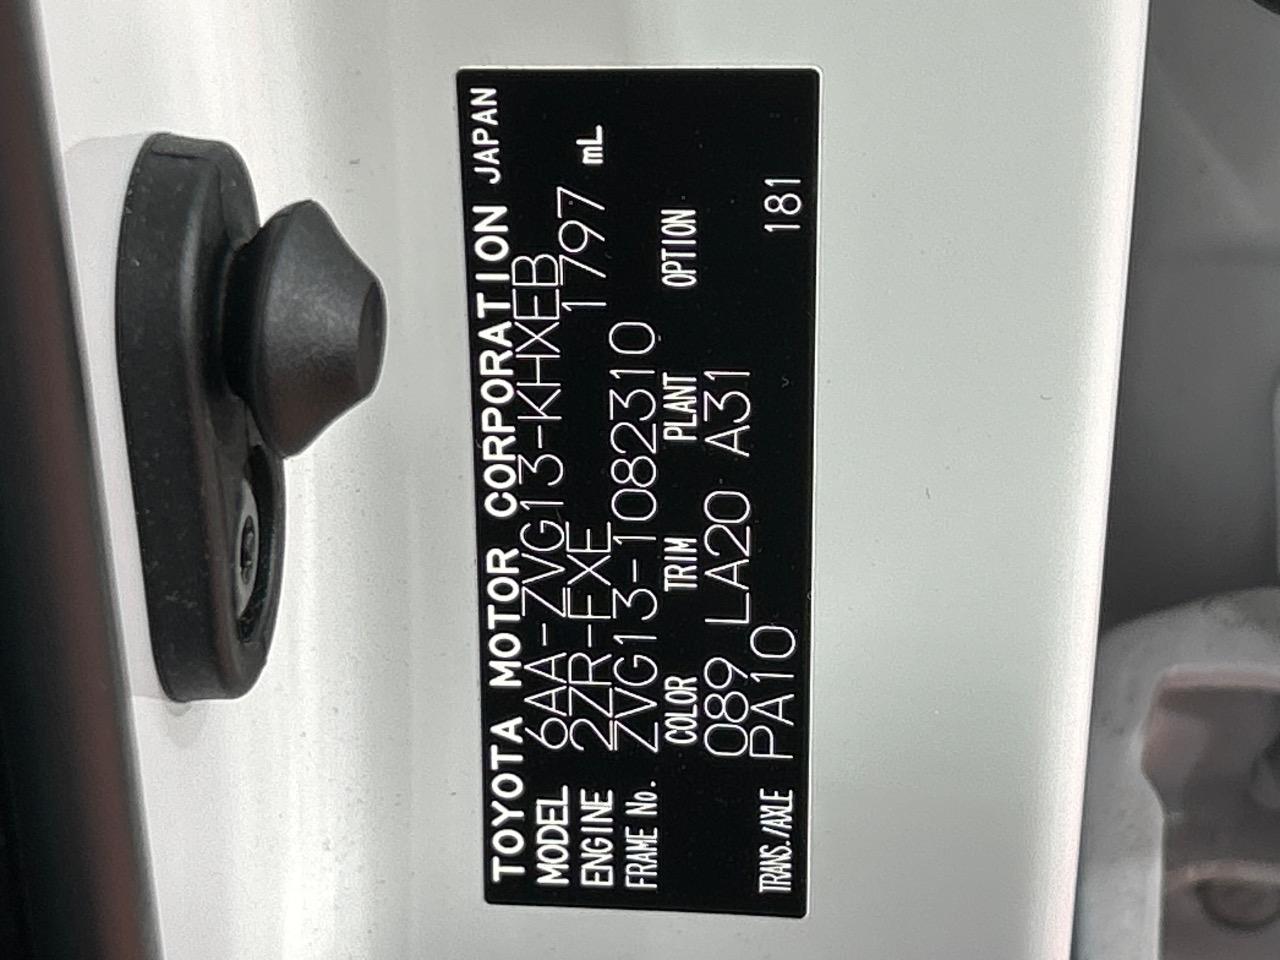 TOYOTA MOTOR CORPORATION JAPAN
MODEL 6AA-ZVG13-KHXEB
ENGINE 2ZR-FXE 1797 mL
FRAME No. ZVG13-1082310
COLOR TRIM PLANT OPTION
089 LA20 A31
TRANS./AXLE PA10 181